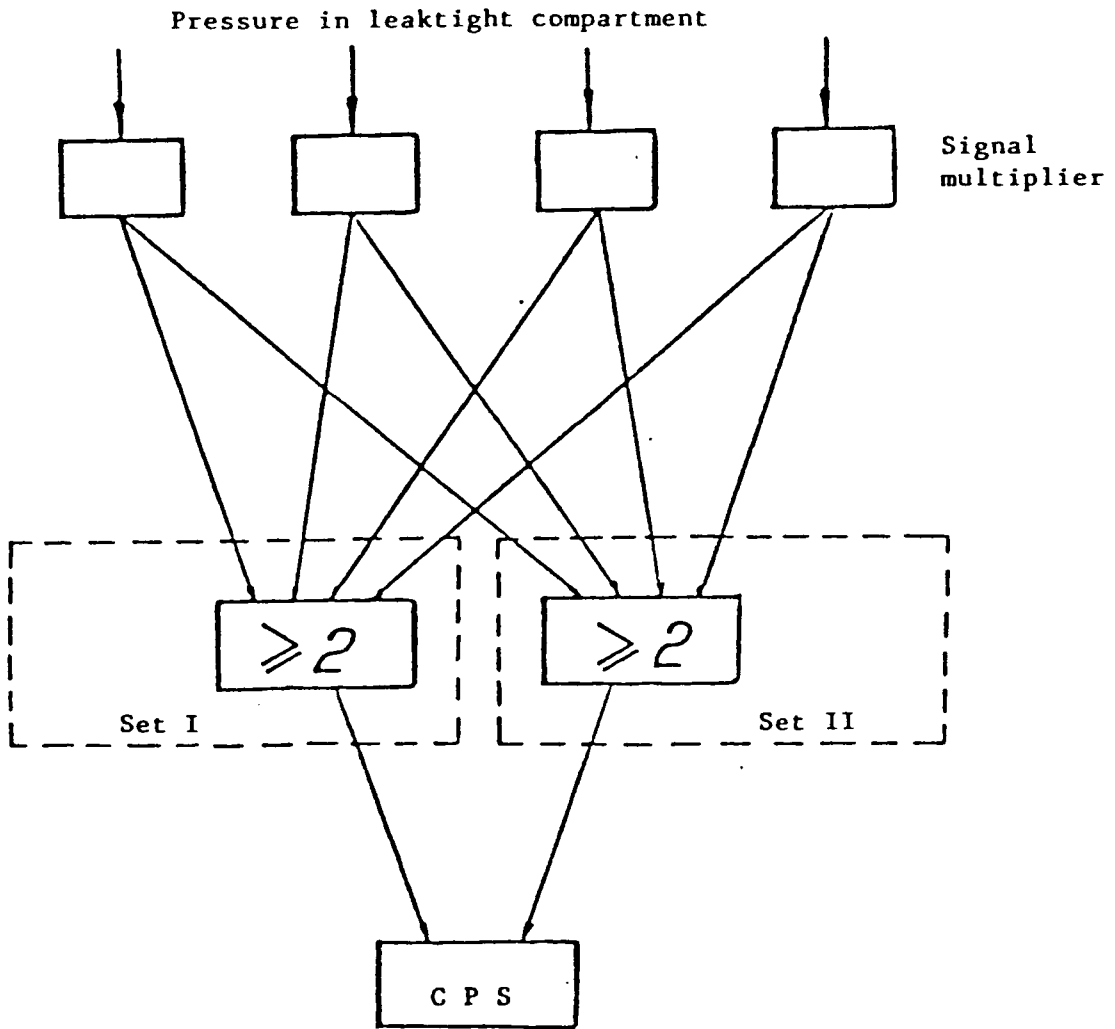 Pressure in leaktight compartment
Signal
multiplier
⩾ 2
⩾ 2
Set I
Set II
C P S